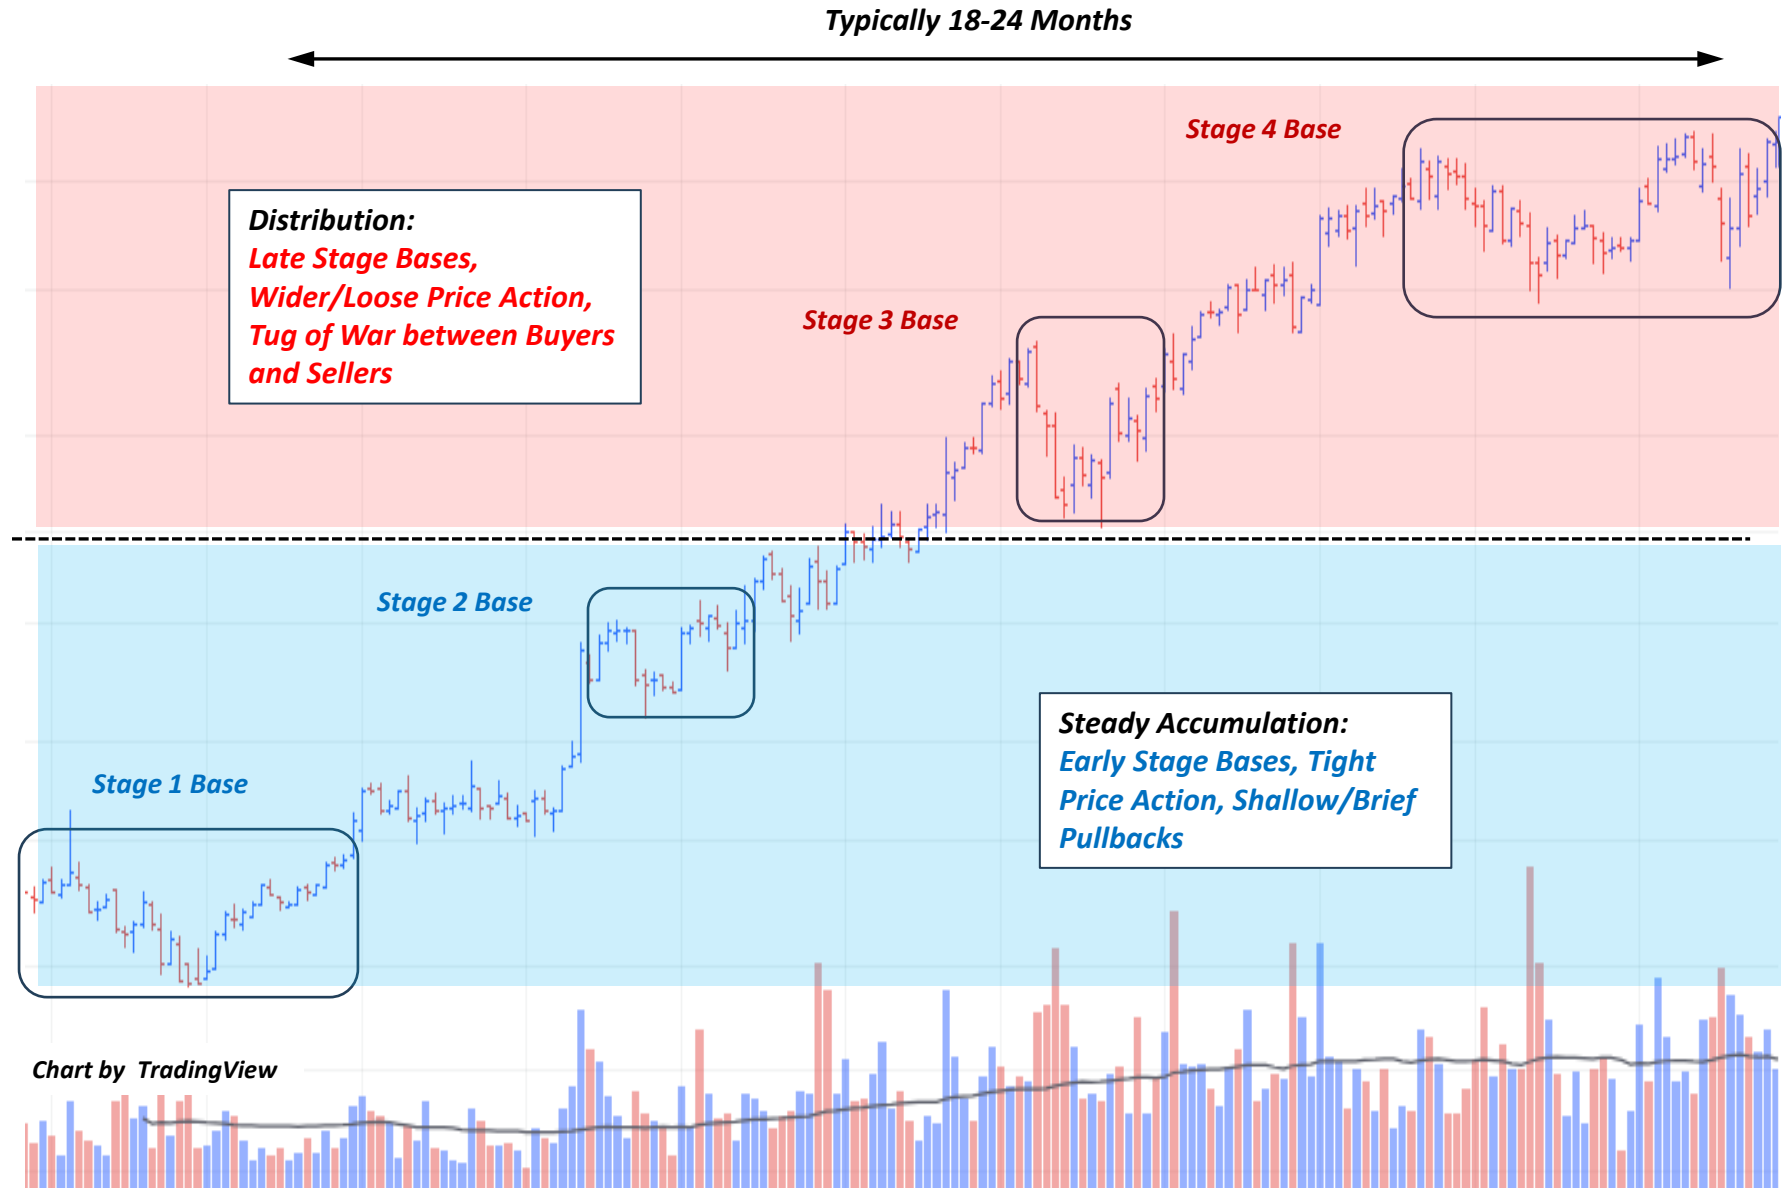 Typically 18-24 Months
Stage 4 Base
Distribution:
Late Stage Bases,
Wider/Loose Price Action,
Tug of War between Buyers
and Sellers
Stage 3 Base
Stage 2 Base
Steady Accumulation:
Early Stage Bases, Tight
Price Action, Shallow/Brief
Pullbacks
Stage 1 Base
Chart by TradingView